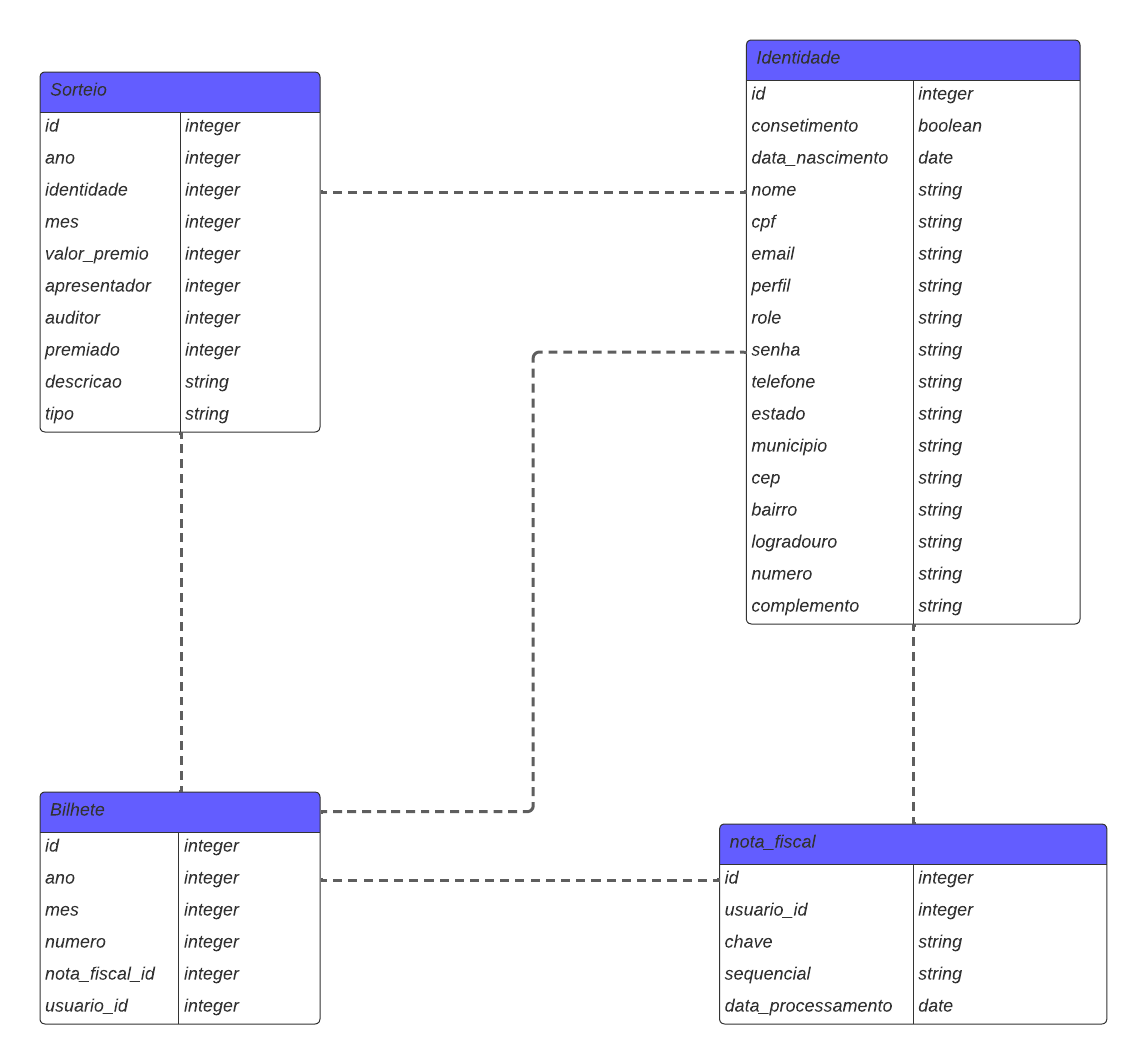 Sorteio
id integer
ano integer
identidade integer
mes integer
valor_premio integer
apresentador integer
auditor integer
premiado integer
descricao string
tipo string
Identidade
id integer
consetimento boolean
data_nascimento date
nome string
cpf string
email string
perfil string
role string
senha string
telefone string
estado string
municipio string
cep string
bairro string
logradouro string
numero string
complemento string
Bilhete
id integer
ano integer
mes integer
numero integer
nota_fiscal_id integer
usuario_id integer
nota_fiscal
id integer
usuario_id integer
chave string
sequencial string
data_processamento date